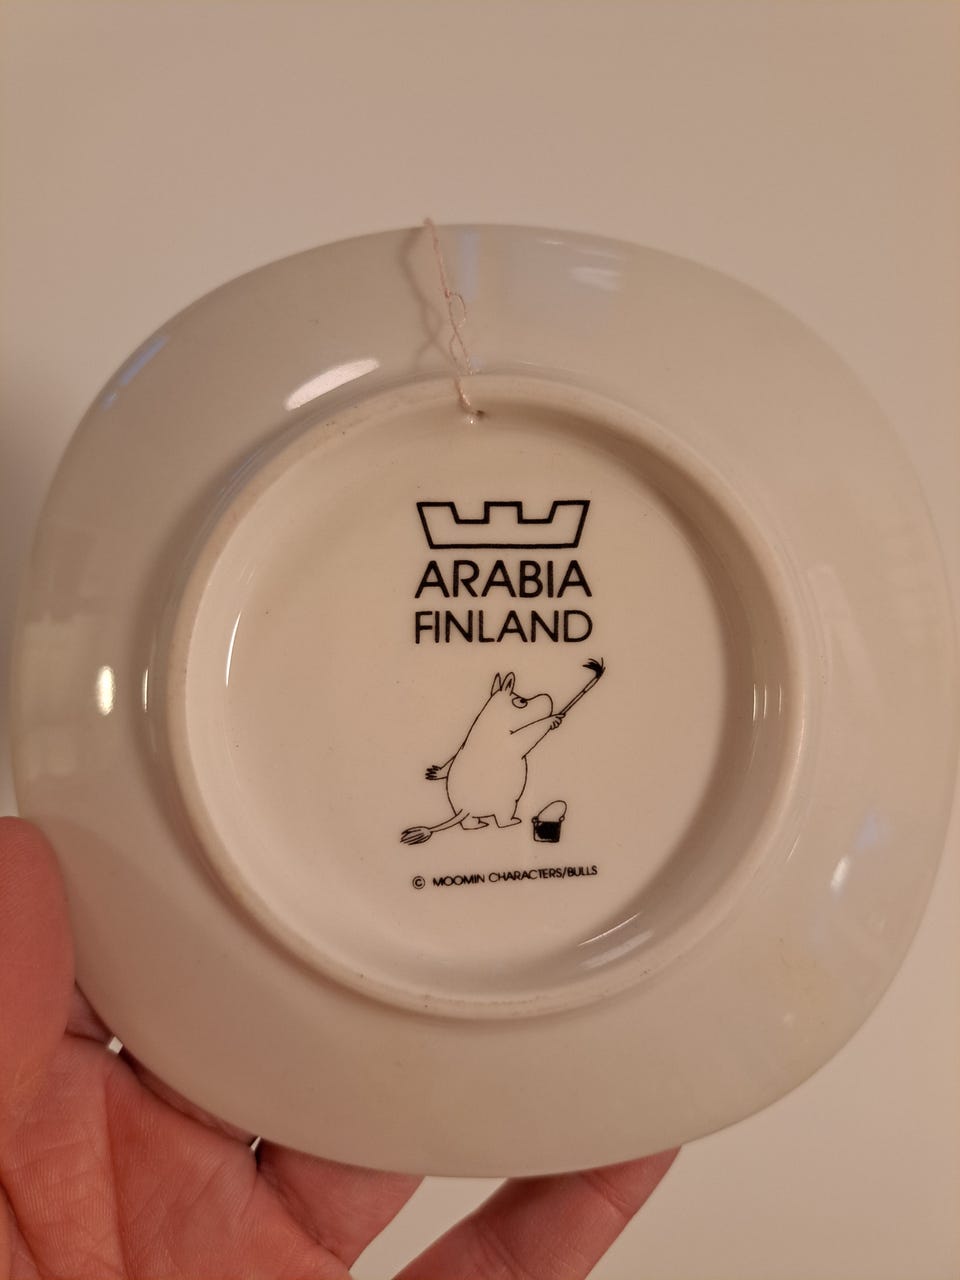 ARABIA
FINLAND
© MOOMIN CHARACTERS/BULLS